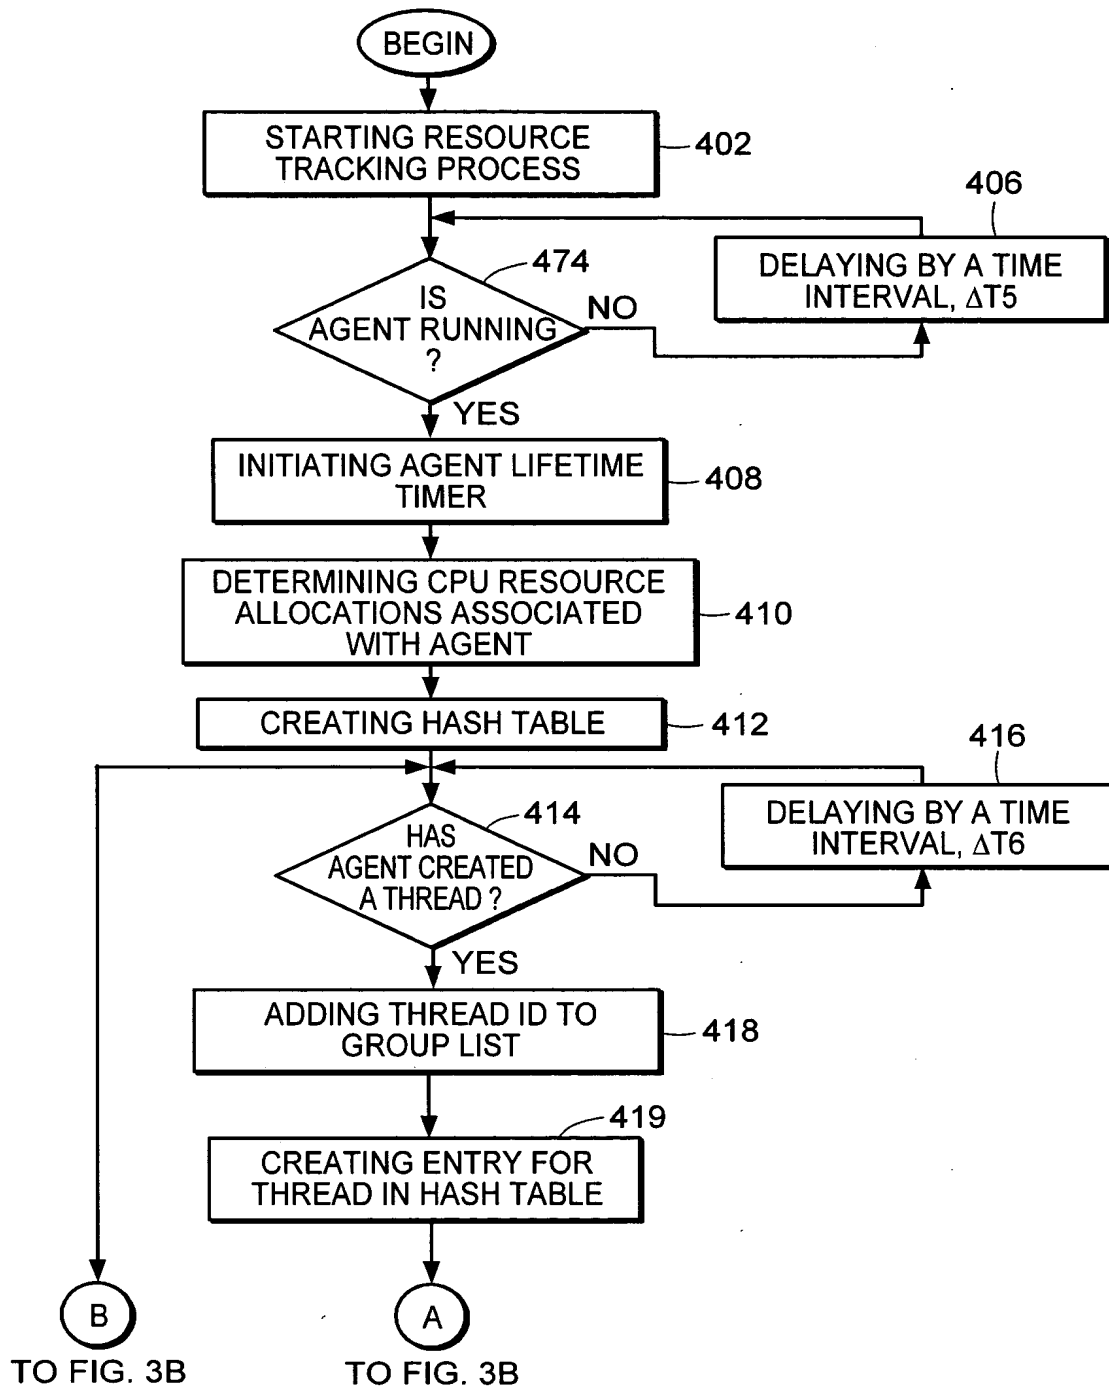 BEGIN
STARTING RESOURCE
TRACKING PROCESS
402
406
DELAYING BY A TIME
INTERVAL, ΔT5
474
IS
AGENT RUNNING
?
NO
YES
INITIATING AGENT LIFETIME
TIMER
408
DETERMINING CPU RESOURCE
ALLOCATIONS ASSOCIATED
WITH AGENT
410
CREATING HASH TABLE
412
416
DELAYING BY A TIME
INTERVAL, ΔT6
414
HAS
AGENT CREATED
A THREAD ?
NO
YES
ADDING THREAD ID TO
GROUP LIST
418
419
CREATING ENTRY FOR
THREAD IN HASH TABLE
B
TO FIG. 3B
A
TO FIG. 3B